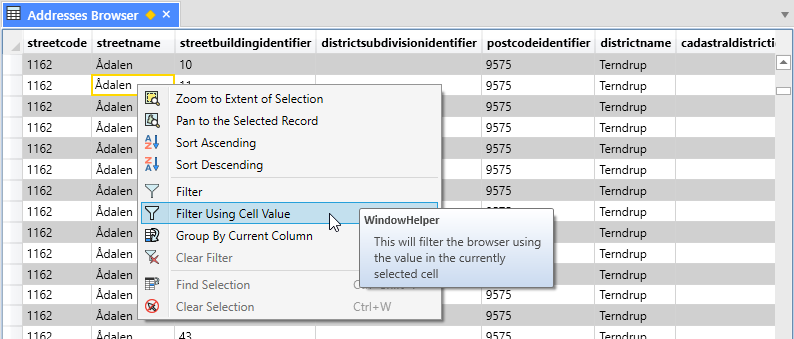 Addresses Browser
streetcode streetname streetbuildingidentifier districtsubdivisionidentifier postcodeidentifier districtname cadastraldistricti
1162 Ådalen 10 9575 Terndrup
1162 Ådalen 11 9575 Terndrup
1162 Ådalen 9575 Terndrup
Zoom to Extent of Selection
1162 Ådalen 9575 Terndrup
Pan to the Selected Record
1162 Ådalen 9575 Terndrup
Sort Ascending
1162 Ådalen 9575 Terndrup
Sort Descending
1162 Ådalen 9575 Terndrup
Filter
1162 Ådalen 9575 Terndrup
Filter Using Cell Value
WindowHelper
1162 Ådalen
Group By Current Column
This will filter the browser using
1162 Ådalen
Clear Filter
the value in the currently
1162 Ådalen
selected cell
Find Selection
1162 Ådalen 9575 Terndrup
Clear Selection Ctrl+W
1162 Ådalen 9575 Terndrup
1162 Ådalen 43 9575 Terndrup